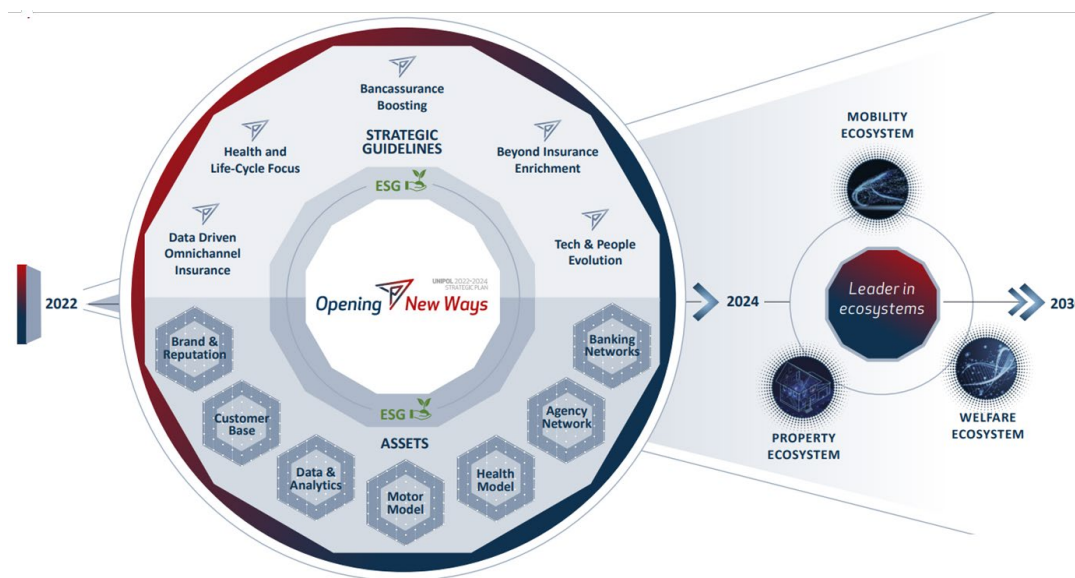 Bancassurance
Boosting
STRATEGIC
GUIDELINES
Health and
Life-Cycle Focus
Beyond Insurance
Enrichment
ESG
Data Driven
Omnichannel
Insurance
Tech & People
Evolution
UNIPOL 2022-2024
STRATEGIC PLAN
Opening New Ways
2022
2024
203
Brand &
Reputation
Banking
Networks
Customer
Base
Agency
Network
ESG
ASSETS
Data &
Analytics
Motor
Model
Health
Model
MOBILITY
ECOSYSTEM
Leader in
ecosystems
PROPERTY
ECOSYSTEM
WELFARE
ECOSYSTEM